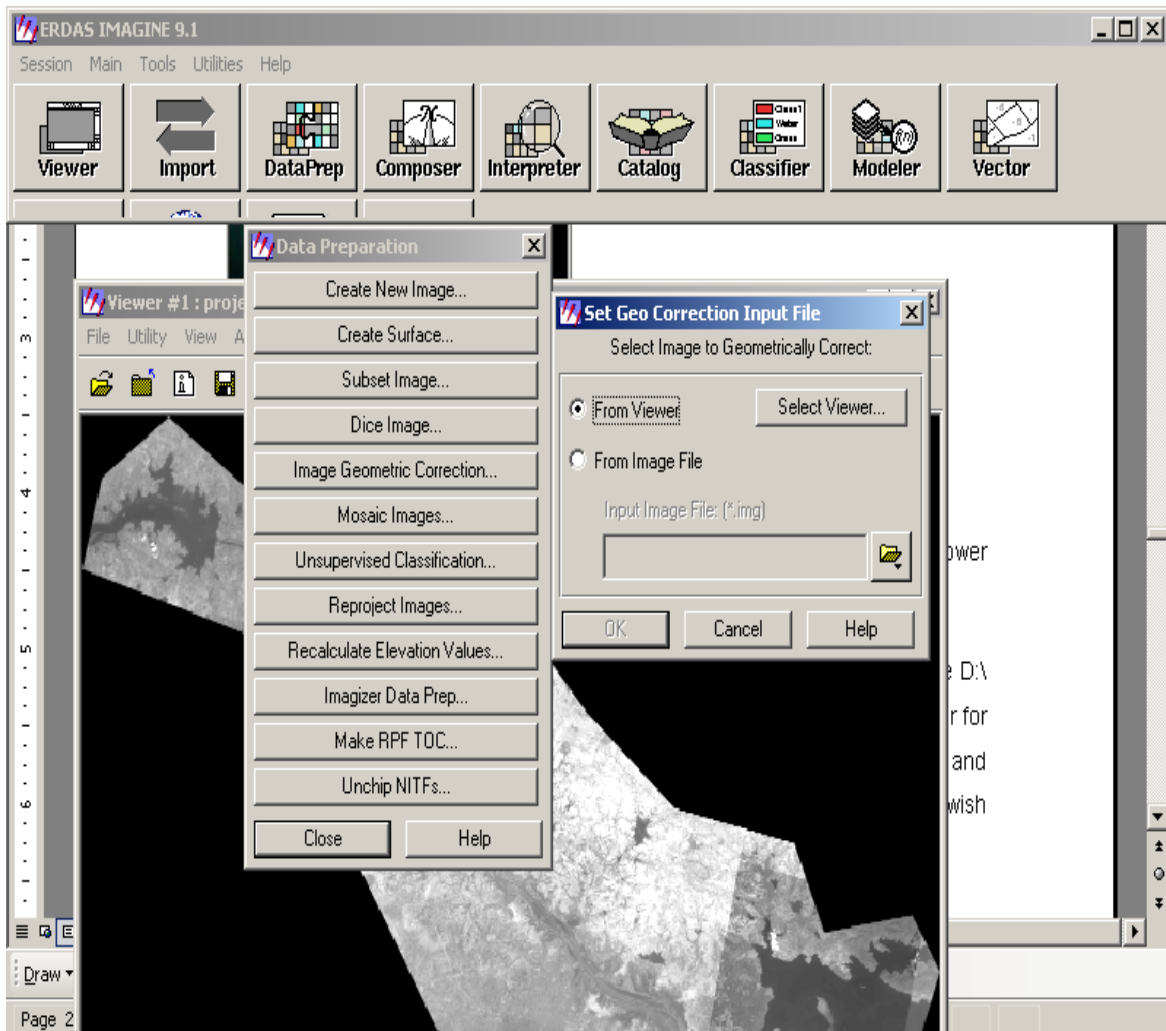 ERDAS IMAGINE 9.1
Session Main Tools Utilities Help
Viewer Import DataPrep Composer Interpreter Catalog Classifier Modeler Vector
Data Preparation
Create New Image...
Create Surface...
Subset Image...
Dice Image...
Image Geometric Correction...
Mosaic Images...
Unsupervised Classification...
Reproject Images...
Recalculate Elevation Values...
Imagizer Data Prep...
Make RPF TOC...
Unchip NITFs...
Close Help
Viewer #1 : proje
File Utility View A
Set Geo Correction Input File
Select Image to Geometrically Correct:
From Viewer Select Viewer...
From Image File
Input Image File: (*.img)
OK Cancel Help
ower
e D:\
r for
and
wish
3
4
5
6
Draw
Page 2